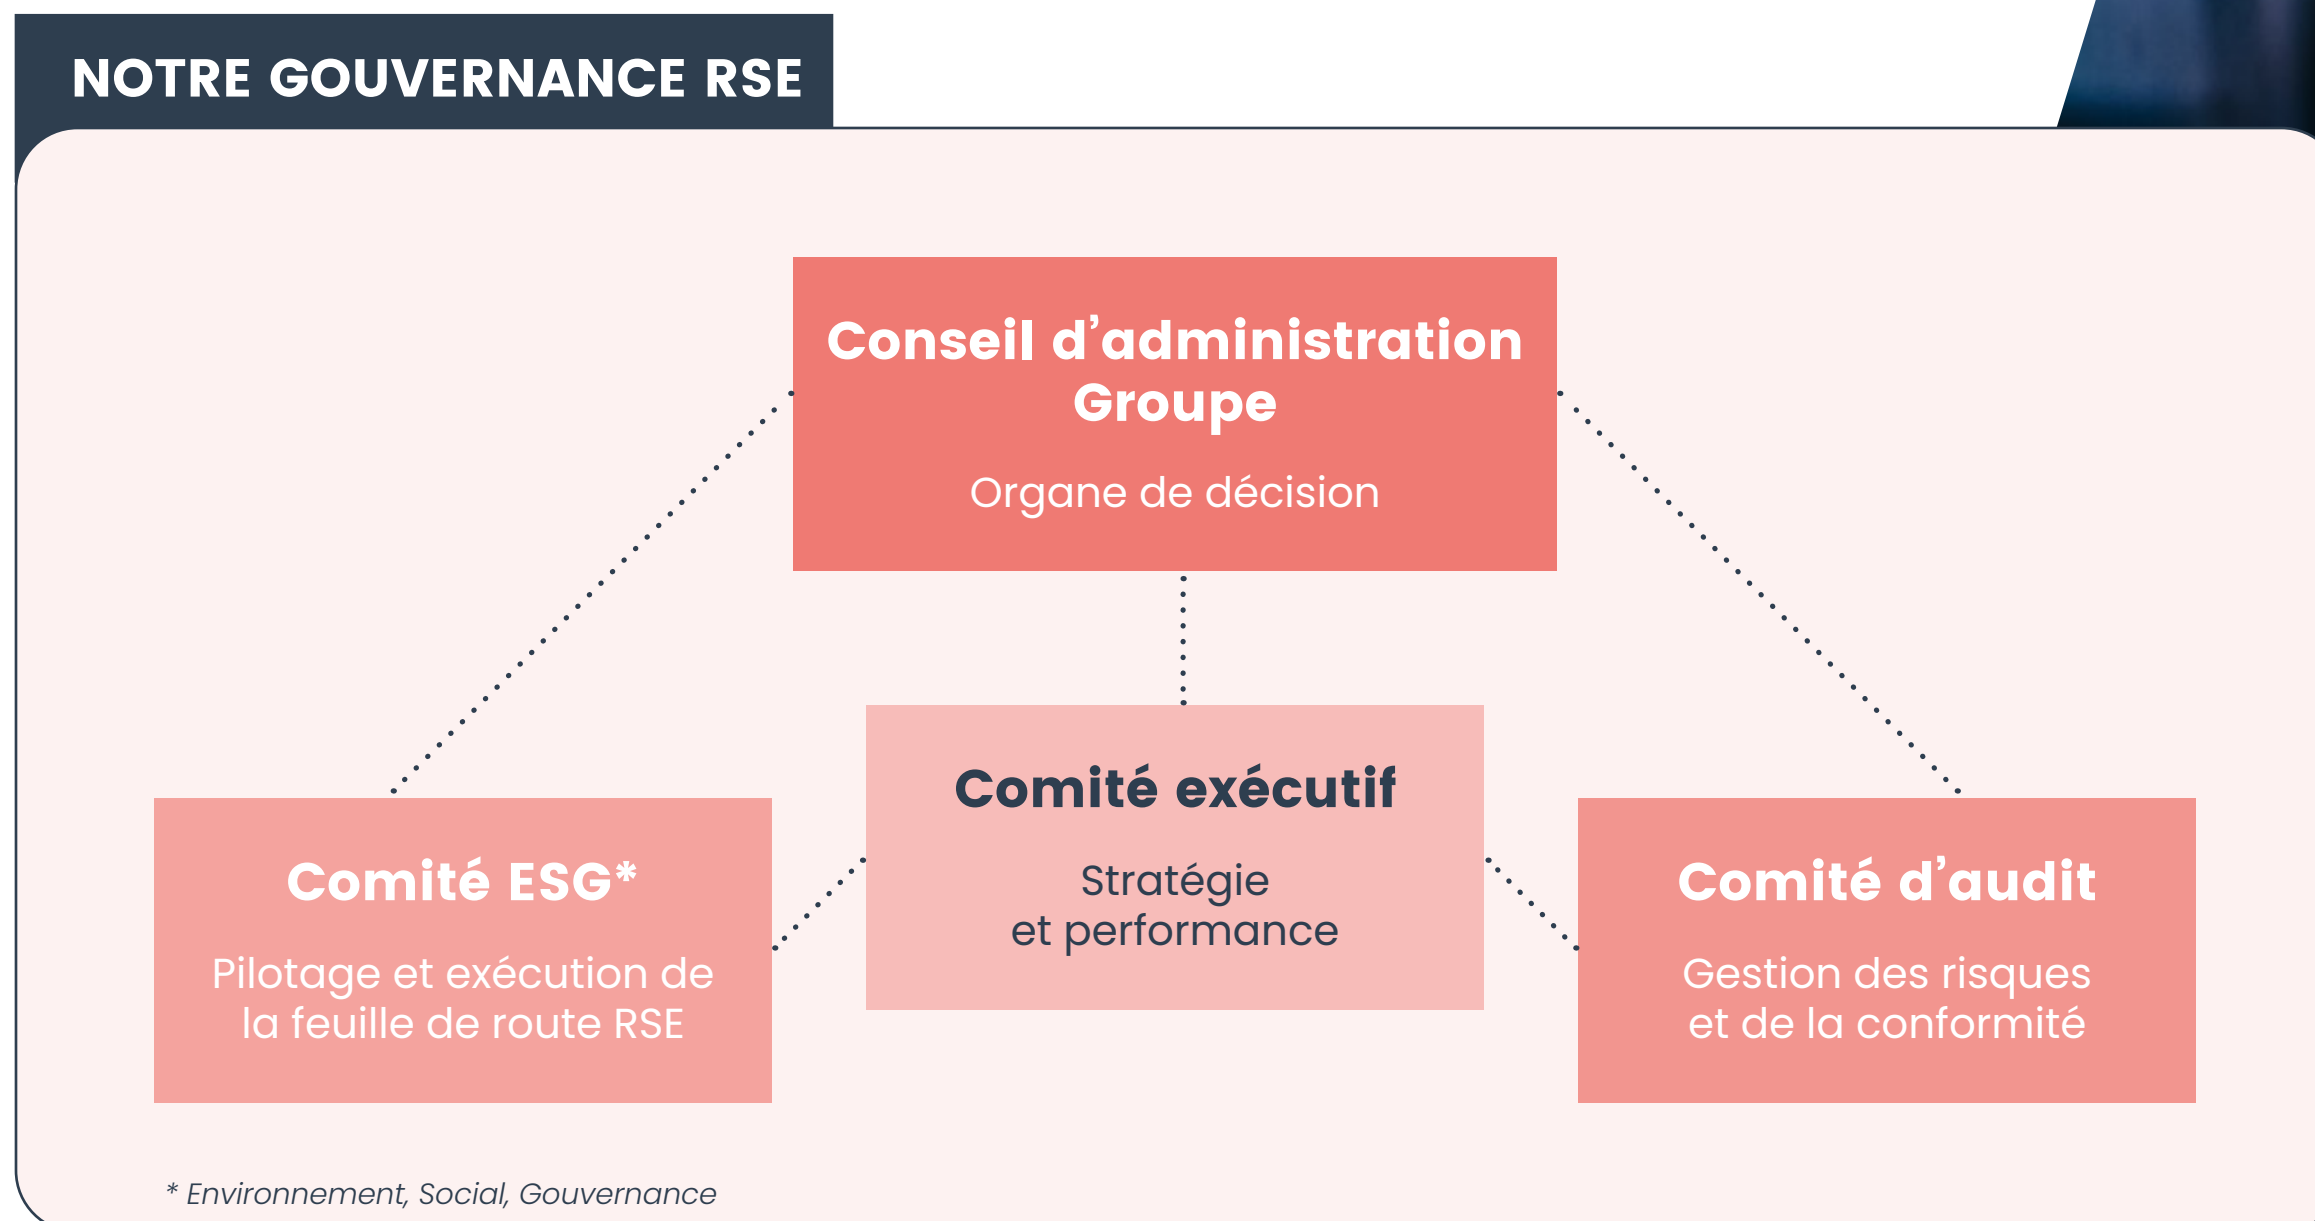 NOTRE GOUVERNANCE RSE
Conseil d’administration
Groupe
Organe de décision
Comité exécutif
Stratégie
et performance
Comité ESG*
Pilotage et exécution de
la feuille de route RSE
Comité d’audit
Gestion des risques
et de la conformité
* Environnement, Social, Gouvernance